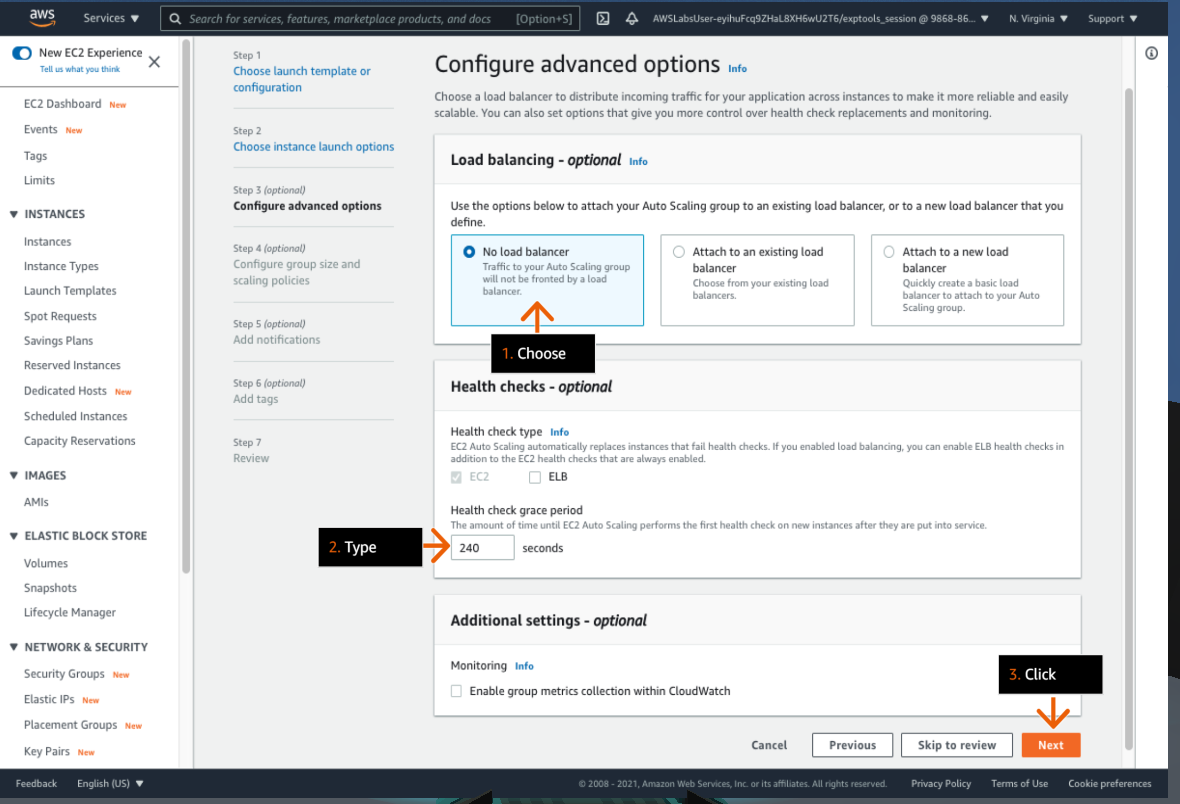 aws
Services ▼
Search for services, features, marketplace products, and docs [Option+S]
AWSLabsUser-eyihuFcq9ZHaL8XH6wU2T6/exptools_session @ 9868-86... ▼
N. Virginia ▼
Support ▼
New EC2 Experience
Tell us what you think
EC2 Dashboard New
Events New
Tags
Limits
▼ INSTANCES
Instances
Instance Types
Launch Templates
Spot Requests
Savings Plans
Reserved Instances
Dedicated Hosts New
Scheduled Instances
Capacity Reservations
▼ IMAGES
AMIs
▼ ELASTIC BLOCK STORE
Volumes
Snapshots
Lifecycle Manager
▼ NETWORK & SECURITY
Security Groups New
Elastic IPs New
Placement Groups New
Key Pairs New
Step 1
Choose launch template or
configuration
Step 2
Choose instance launch options
Step 3 (optional)
Configure advanced options
Step 4 (optional)
Configure group size and
scaling policies
Step 5 (optional)
Add notifications
Step 6 (optional)
Add tags
Step 7
Review
Configure advanced options Info
Choose a load balancer to distribute incoming traffic for your application across instances to make it more reliable and easily
scalable. You can also set options that give you more control over health check replacements and monitoring.
Load balancing - optional Info
Use the options below to attach your Auto Scaling group to an existing load balancer, or to a new load balancer that you
define.
No load balancer
Traffic to your Auto Scaling group
will not be fronted by a load
balancer.
Attach to an existing load
balancer
Choose from your existing load
balancers.
Attach to a new load
balancer
Quickly create a basic load
balancer to attach to your Auto
Scaling group.
1. Choose
Health checks - optional
Health check type Info
EC2 Auto Scaling automatically replaces instances that fail health checks. If you enabled load balancing, you can enable ELB health checks in
addition to the EC2 health checks that are always enabled.
EC2
ELB
Health check grace period
The amount of time until EC2 Auto Scaling performs the first health check on new instances after they are put into service.
2. Type
240 seconds
Additional settings - optional
Monitoring Info
Enable group metrics collection within CloudWatch
3. Click
Cancel
Previous
Skip to review
Next
Feedback
English (US) ▼
© 2008 - 2021, Amazon Web Services, Inc. or its affiliates. All rights reserved.
Privacy Policy
Terms of Use
Cookie preferences